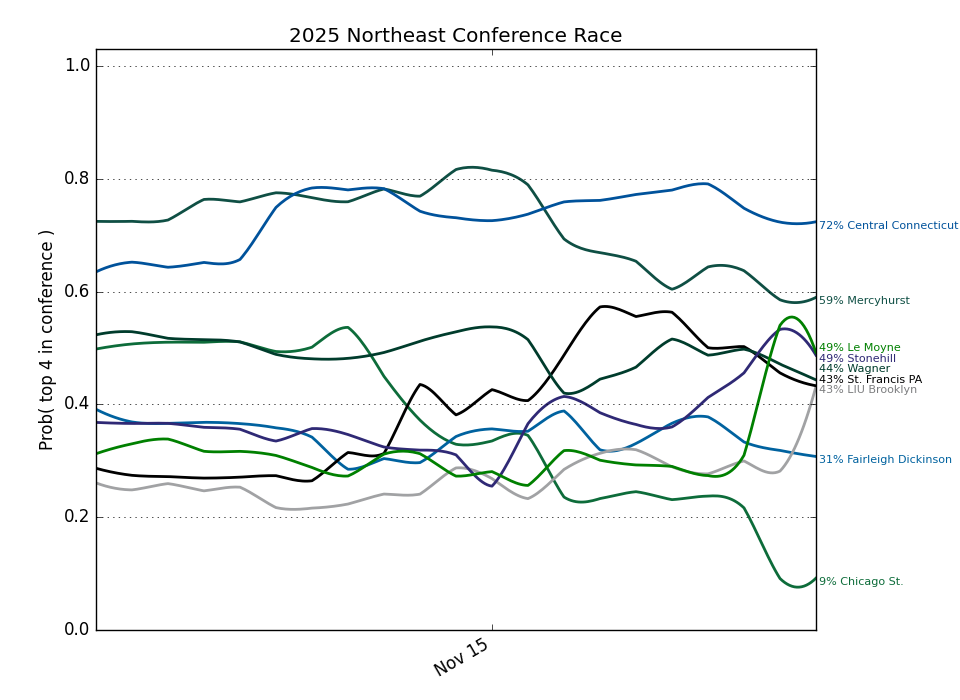 2025 Northeast Conference Race
1.0
0.8
0.6
0.4
0.2
0.0
Prob( top 4 in conference )
Nov 15
72% Central Connecticut
59% Mercyhurst
49% Le Moyne
49% Stonehill
44% Wagner
43% St. Francis PA
43% LIU Brooklyn
31% Fairleigh Dickinson
9% Chicago St.